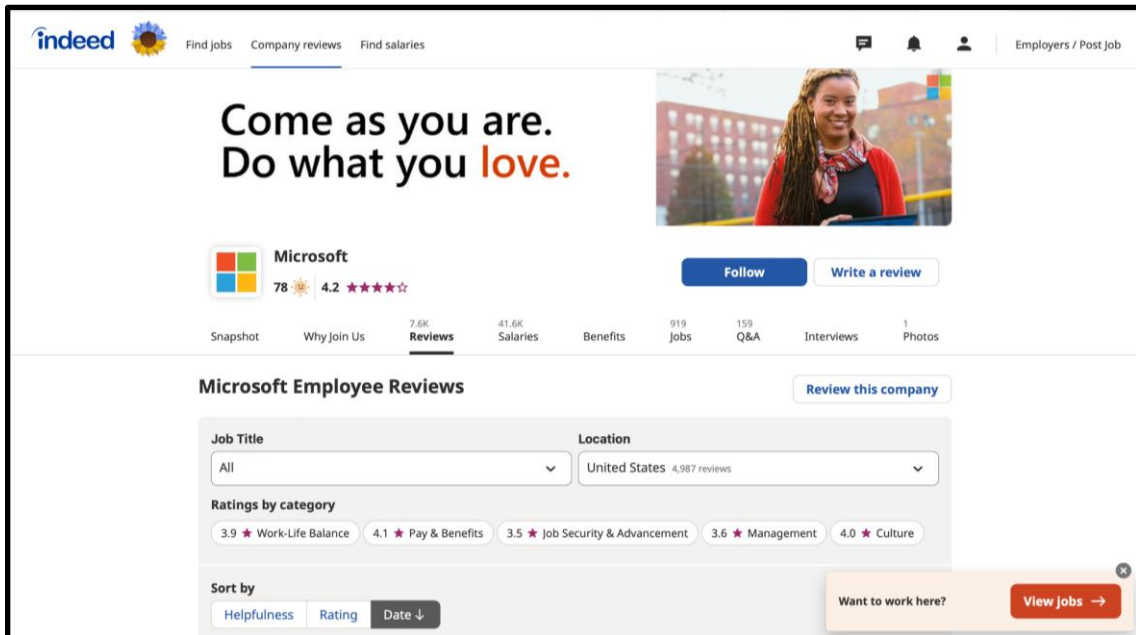 indeed Find jobs Company reviews Find salaries Employers / Post Job
Come as you are.
Do what you love.
Microsoft
78 4.2
Follow Write a review
Snapshot Why Join Us 7.6K Reviews 41.6K Salaries Benefits 919 Jobs 159 Q&A Interviews 1 Photos
Microsoft Employee Reviews Review this company
Job Title Location
All United States 4,987 reviews
Ratings by category
3.9 ★ Work-Life Balance 4.1 ★ Pay & Benefits 3.5 ★ Job Security & Advancement 3.6 ★ Management 4.0 ★ Culture
Sort by
Helpfulness Rating Date ↓
Want to work here? View jobs →